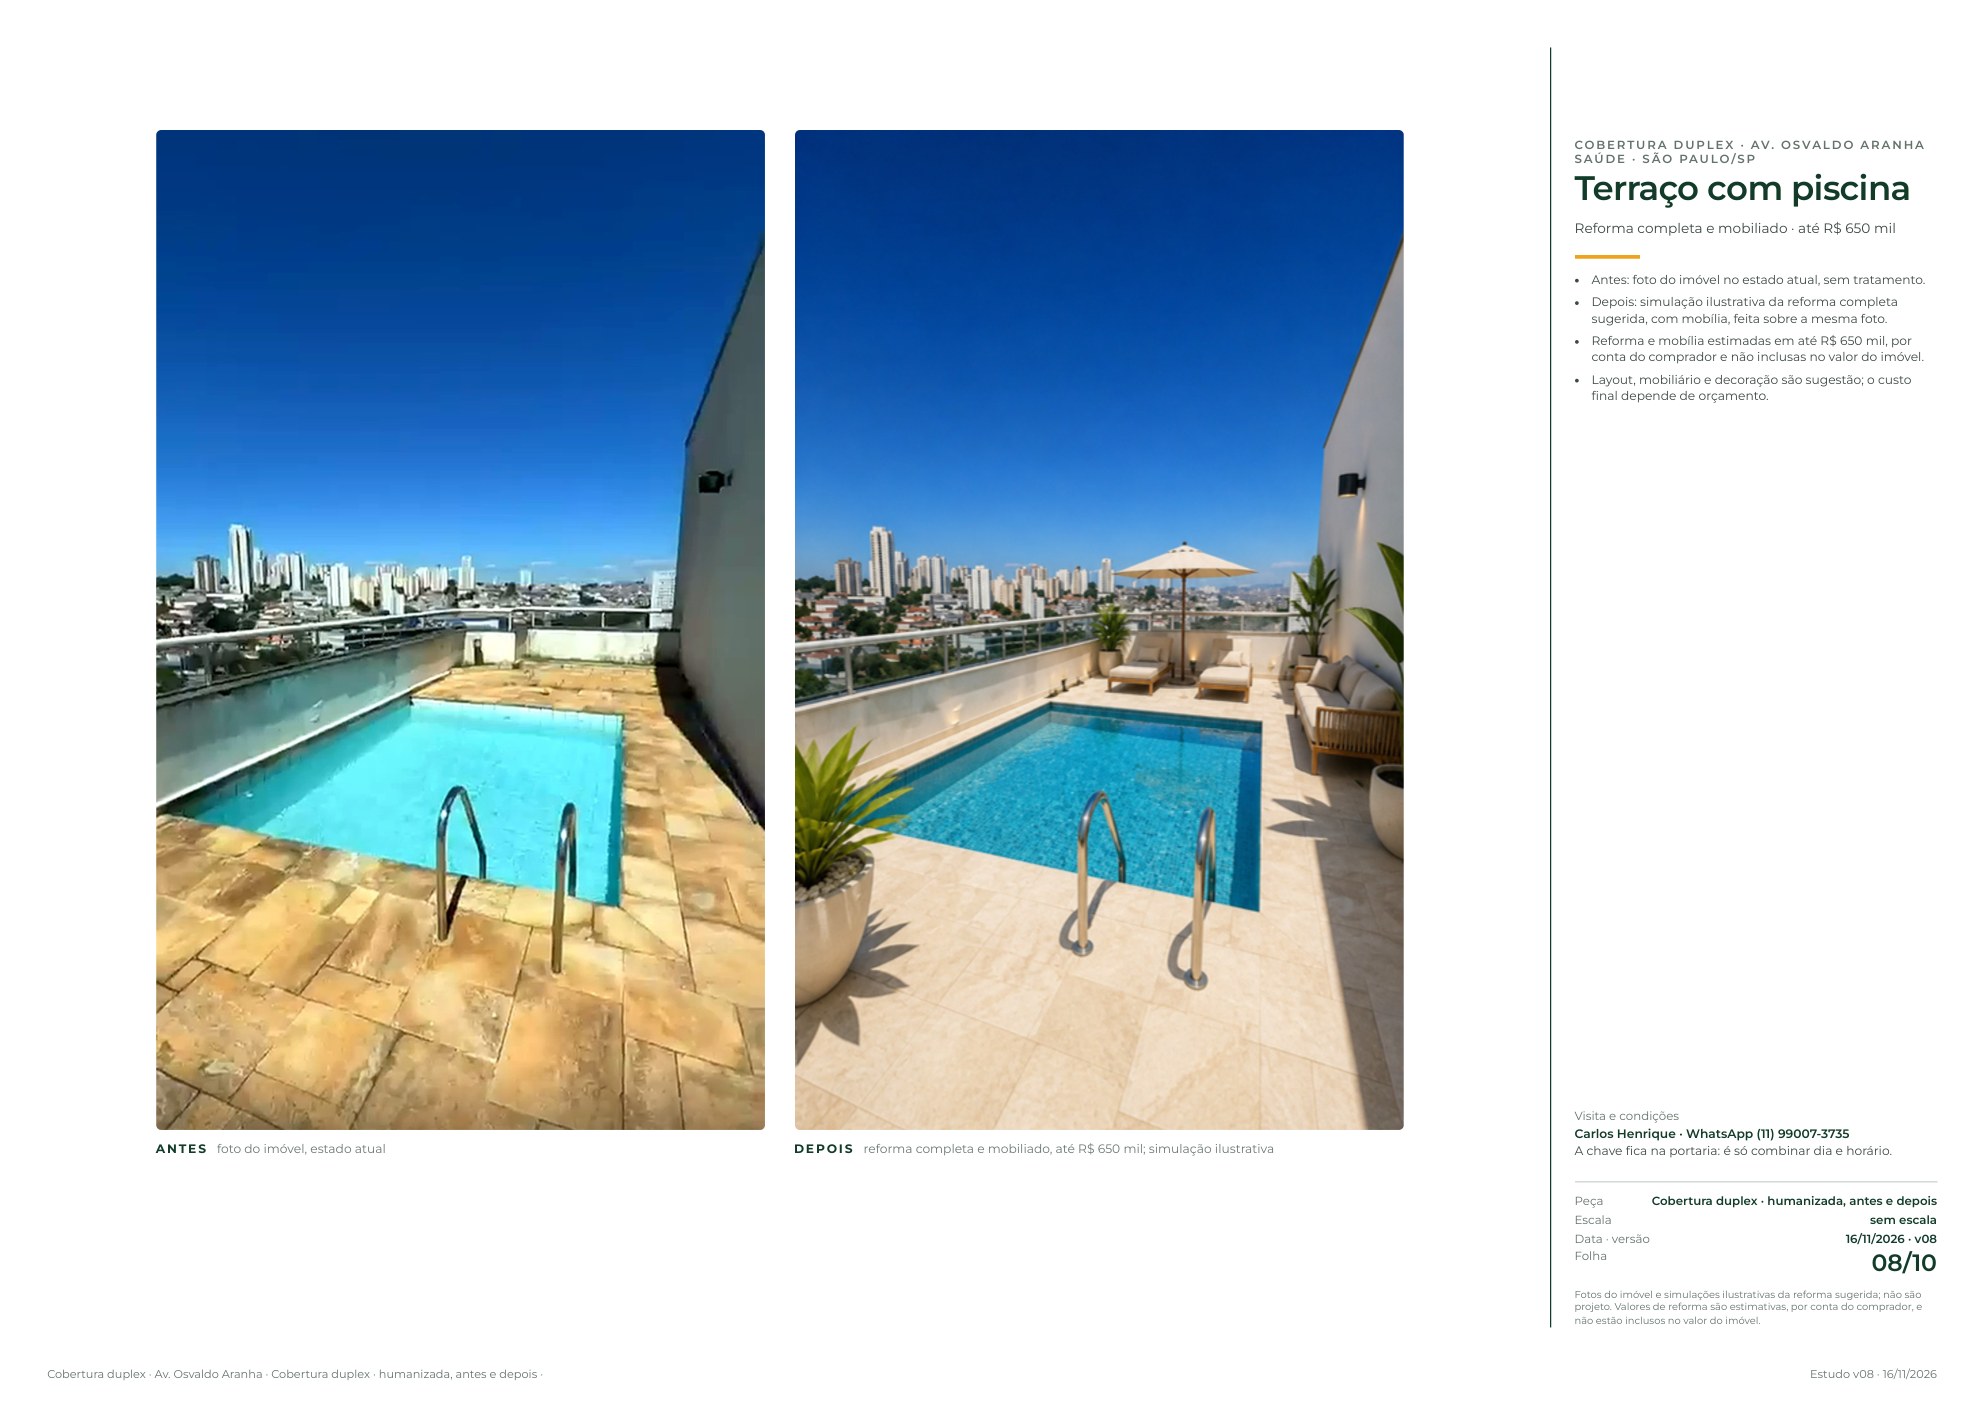 COBERTURA DUPLEX · AV. OSVALDO ARANHA
SAÚDE · SÃO PAULO/SP
Terraço com piscina
Reforma completa e mobiliado · até R$ 650 mil
• Antes: foto do imóvel no estado atual, sem tratamento.
• Depois: simulação ilustrativa da reforma completa
sugerida, com mobília, feita sobre a mesma foto.
• Reforma e mobília estimadas em até R$ 650 mil, por
conta do comprador e não inclusas no valor do imóvel.
• Layout, mobiliário e decoração são sugestão; o custo
final depende de orçamento.
ANTES foto do imóvel, estado atual
DEPOIS reforma completa e mobiliado, até R$ 650 mil; simulação ilustrativa
Visita e condições
Carlos Henrique · WhatsApp (11) 99007-3735
A chave fica na portaria: é só combinar dia e horário.
Peça Cobertura duplex · humanizada, antes e depois
Escala sem escala
Data · versão 16/11/2026 · v08
Folha 08/10
Fotos do imóvel e simulações ilustrativas da reforma sugerida; não são
projeto. Valores de reforma são estimativas, por conta do comprador, e
não estão inclusos no valor do imóvel.
Cobertura duplex · Av. Osvaldo Aranha · Cobertura duplex · humanizada, antes e depois ·
Estudo v08 · 16/11/2026